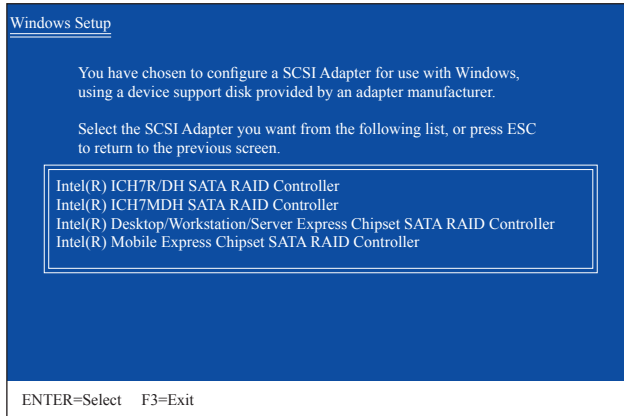 Windows Setup
You have chosen to configure a SCSI Adapter for use with Windows,
using a device support disk provided by an adapter manufacturer.
Select the SCSI Adapter you want from the following list, or press ESC
to return to the previous screen.
Intel(R) ICH7R/DH SATA RAID Controller
Intel(R) ICH7MDH SATA RAID Controller
Intel(R) Desktop/Workstation/Server Express Chipset SATA RAID Controller
Intel(R) Mobile Express Chipset SATA RAID Controller
ENTER=Select F3=Exit